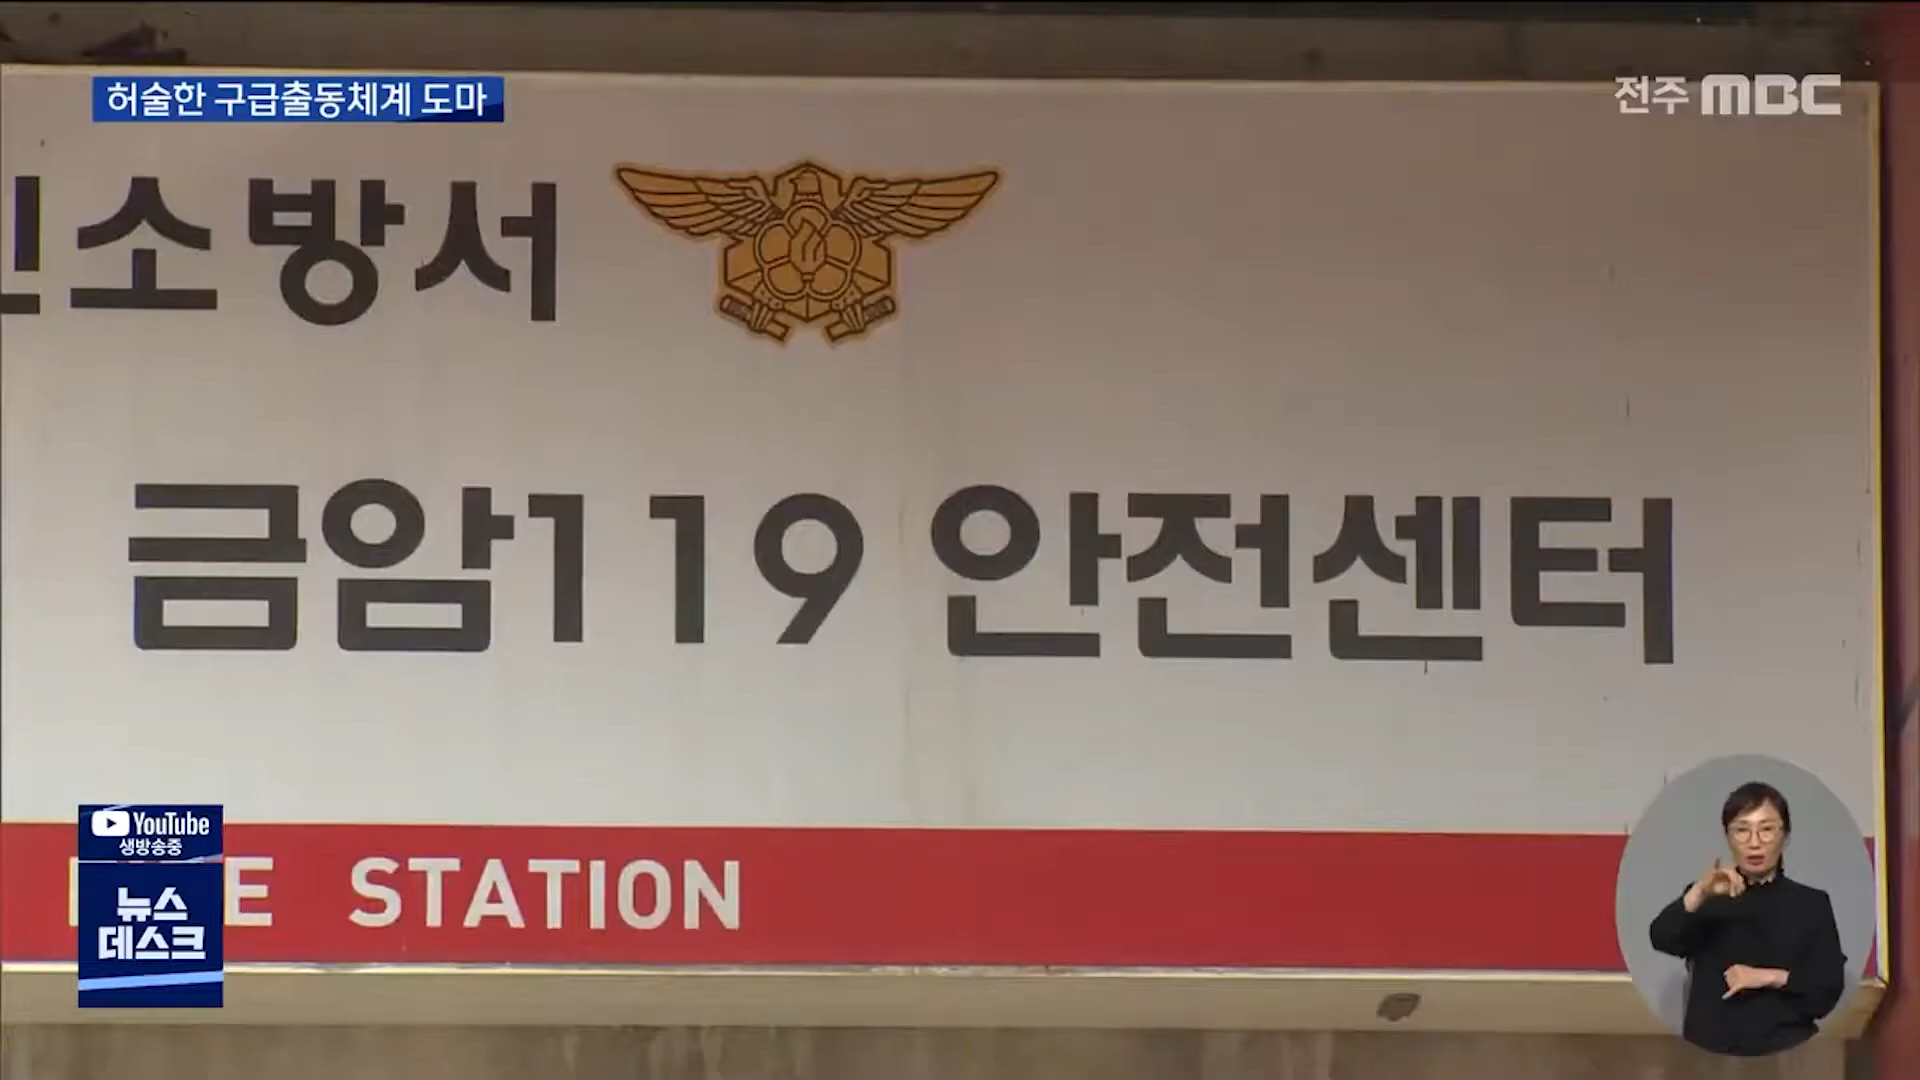 허술한 구급출동체계 도마
전주 MBC
소방서
금암119안전센터
YouTube
생방송중
STATION
뉴스
데스크